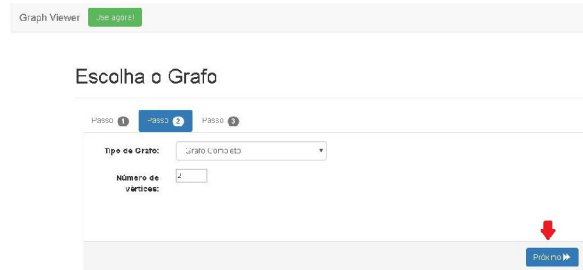 Graph Viewer Use agora!
Escolha o Grafo
Passo 1 Passo 2 Passo 3
Tipo de Grafo: Grafo Completo
Número de
vértices: 2
Próximo